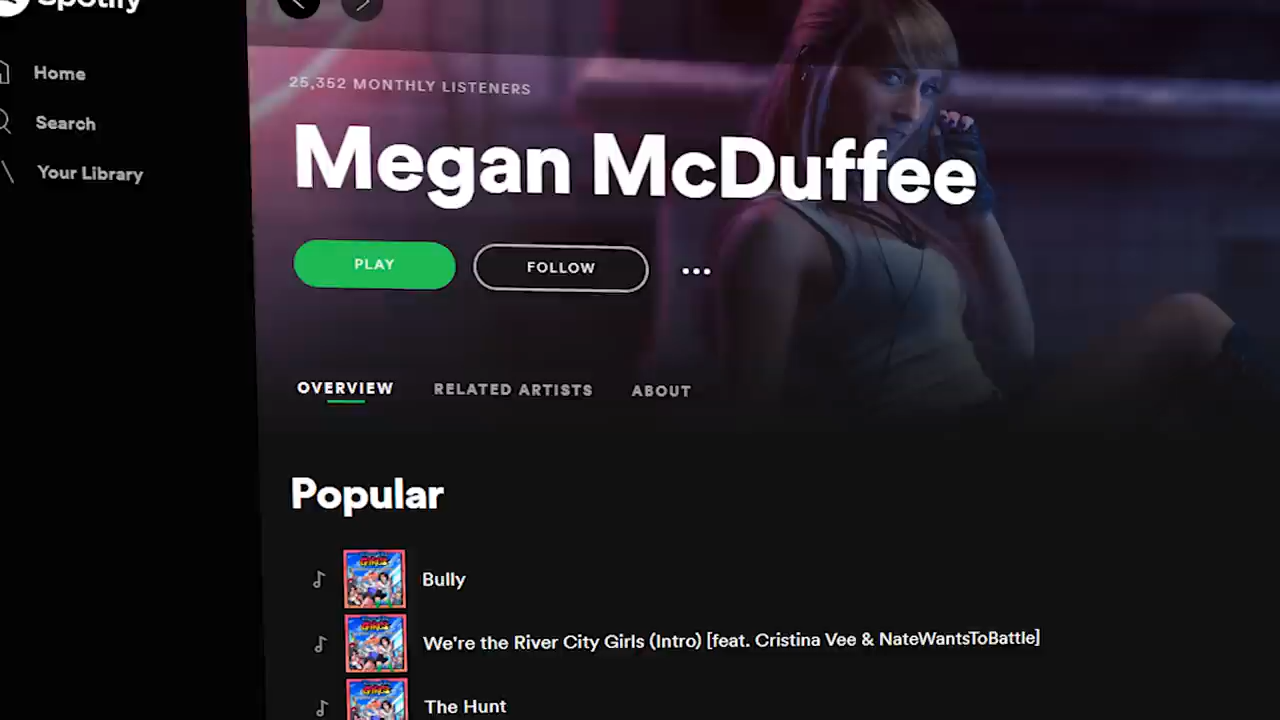 Spotify
Home
Search
Your Library
25,352 MONTHLY LISTENERS
Megan McDuffee
PLAY
FOLLOW
OVERVIEW
RELATED ARTISTS
ABOUT
Popular
Bully
We're the River City Girls (Intro) [feat. Cristina Vee & NateWantsToBattle]
The Hunt